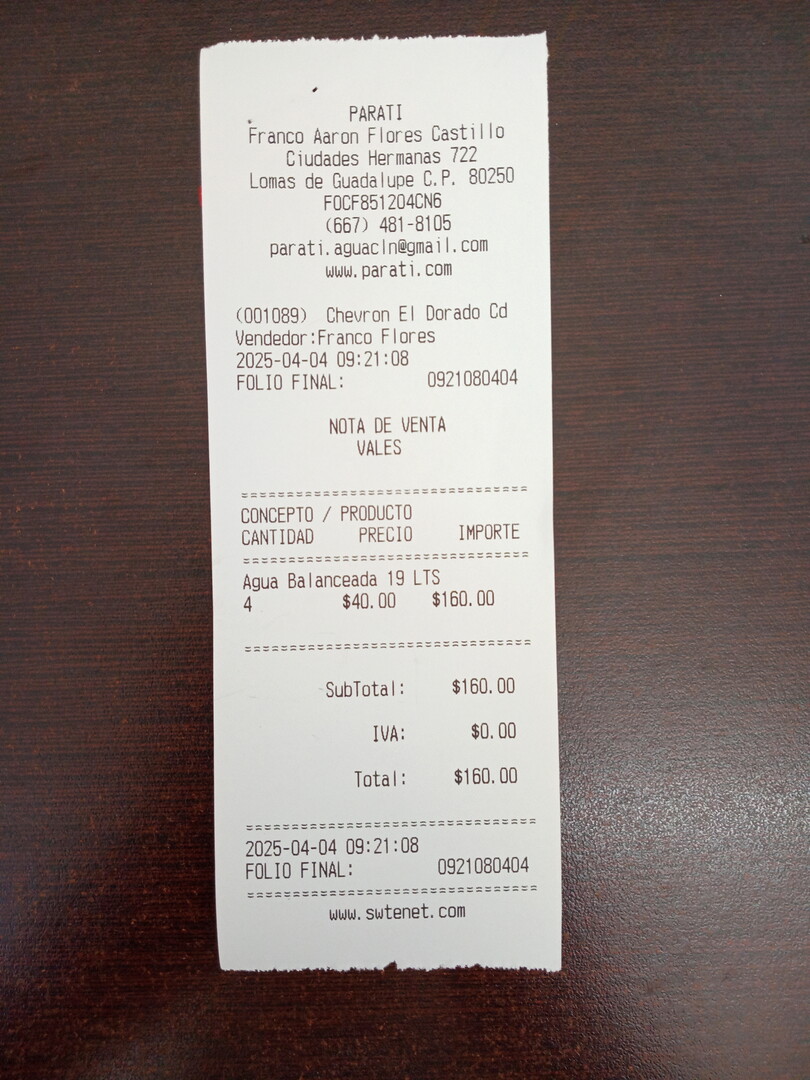 PARATI
Franco Aaron Flores Castillo
Ciudades Hermanas 722
Lomas de Guadalupe C.P. 80250
FOCF851204CN6
(667) 481-8105
parati.aguacln@gmail.com
www.parati.com
(001089) Chevron El Dorado Cd
Vendedor:Franco Flores
2025-04-04 09:21:08
FOLIO FINAL: 0921080404
NOTA DE VENTA
VALES
================================
CONCEPTO / PRODUCTO
CANTIDAD PRECIO IMPORTE
================================
Agua Balanceada 19 LTS
4 $40.00 $160.00
================================
SubTotal: $160.00
IVA: $0.00
Total: $160.00
================================
2025-04-04 09:21:08
FOLIO FINAL: 0921080404
================================
www.swtenet.com